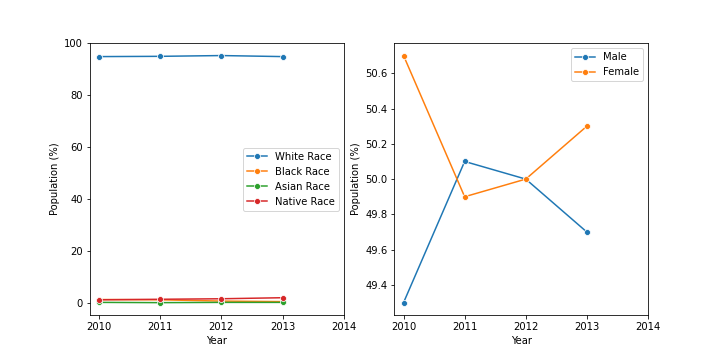 100
80
60
40
20
0
Population (%)
2010 2011 2012 2013 2014
Year
White Race
Black Race
Asian Race
Native Race
50.6
50.4
50.2
50.0
49.8
49.6
49.4
Population (%)
2010 2011 2012 2013 2014
Year
Male
Female